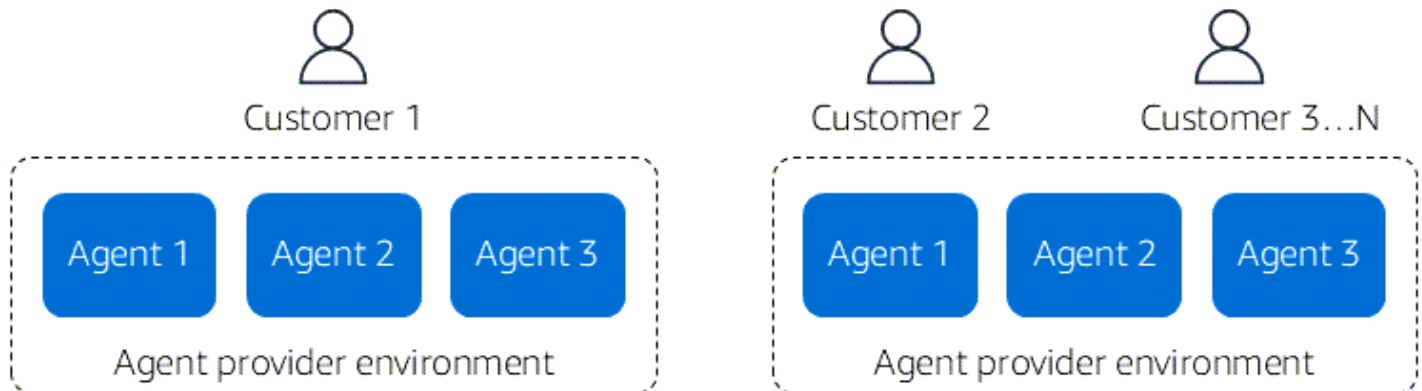 Customer 1
Customer 2
Customer 3...N
Agent 1
Agent 2
Agent 3
Agent provider environment
Agent 1
Agent 2
Agent 3
Agent provider environment